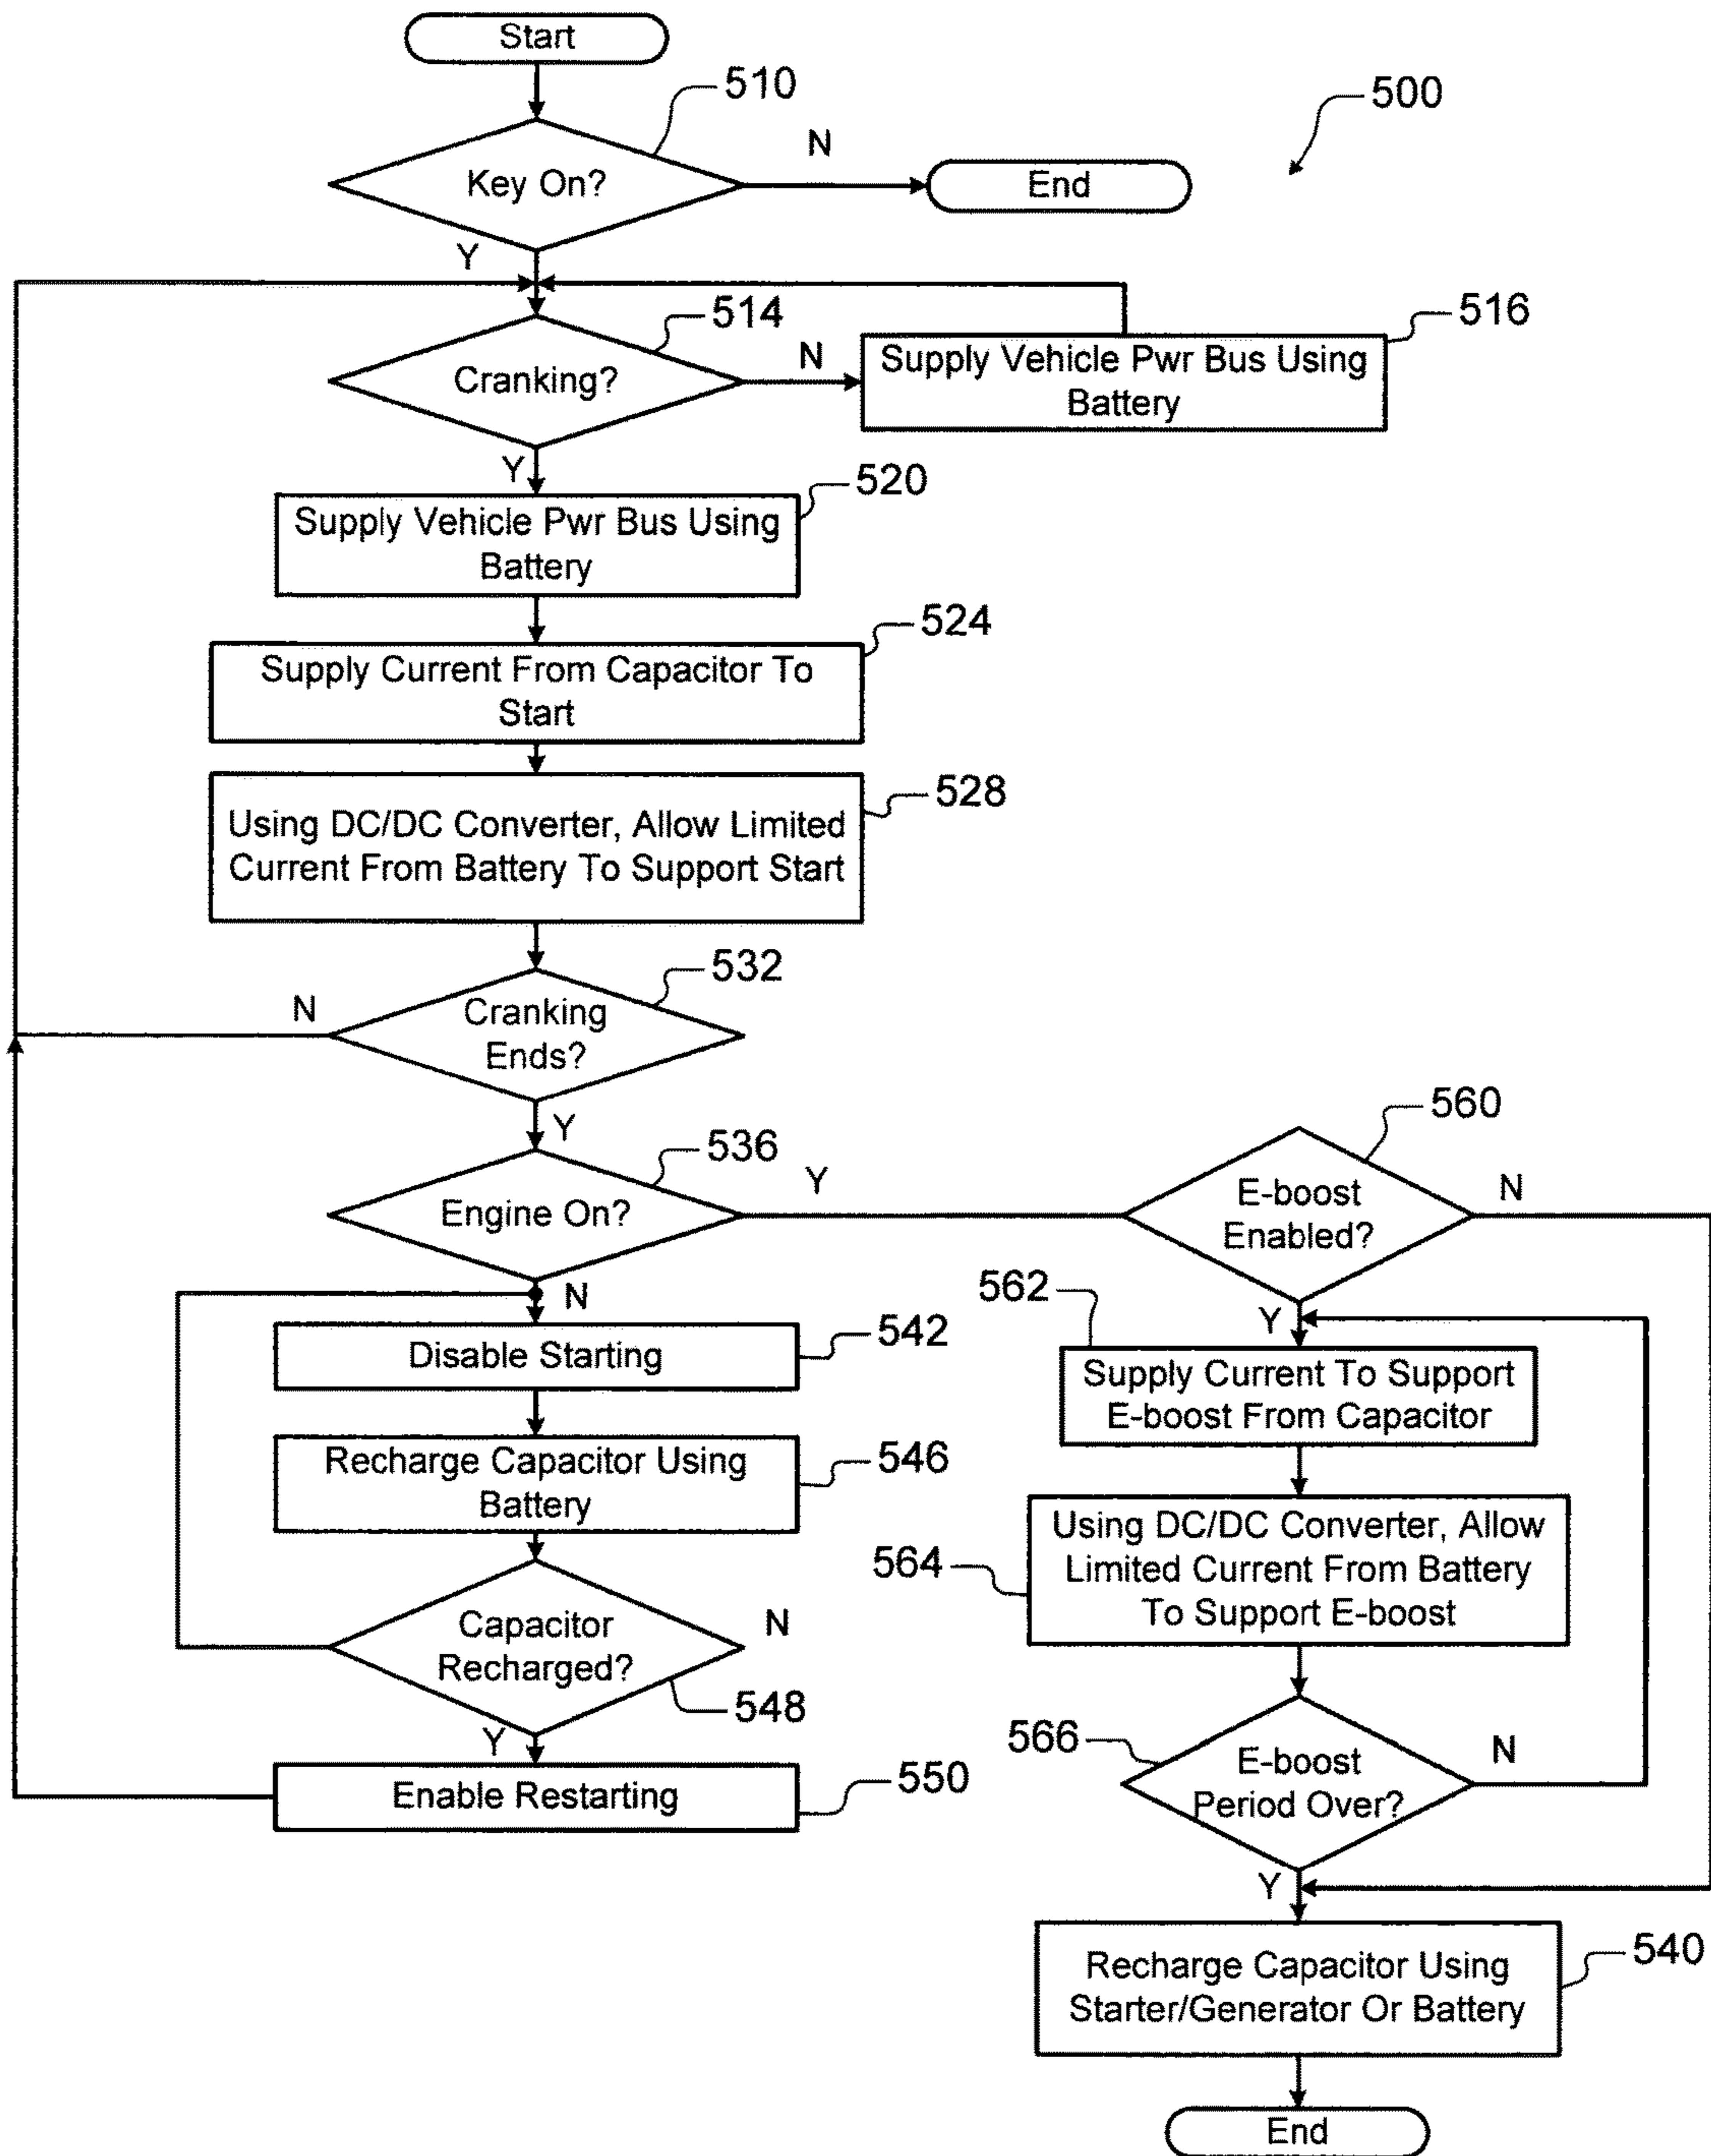 Start
510
500
Key On?
N
End
Y
514
516
Cranking?
N
Supply Vehicle Pwr Bus Using
Battery
Y
520
Supply Vehicle Pwr Bus Using
Battery
524
Supply Current From Capacitor To
Start
528
Using DC/DC Converter, Allow Limited
Current From Battery To Support Start
532
N
Cranking
Ends?
Y
536
Engine On?
Y
560
E-boost
Enabled?
N
N
542
Disable Starting
546
Recharge Capacitor Using
Battery
Capacitor
Recharged?
N
548
Y
Enable Restarting
550
562
Y
Supply Current To Support
E-boost From Capacitor
564
Using DC/DC Converter, Allow
Limited Current From Battery
To Support E-boost
566
E-boost
Period Over?
N
Y
540
Recharge Capacitor Using
Starter/Generator Or Battery
End